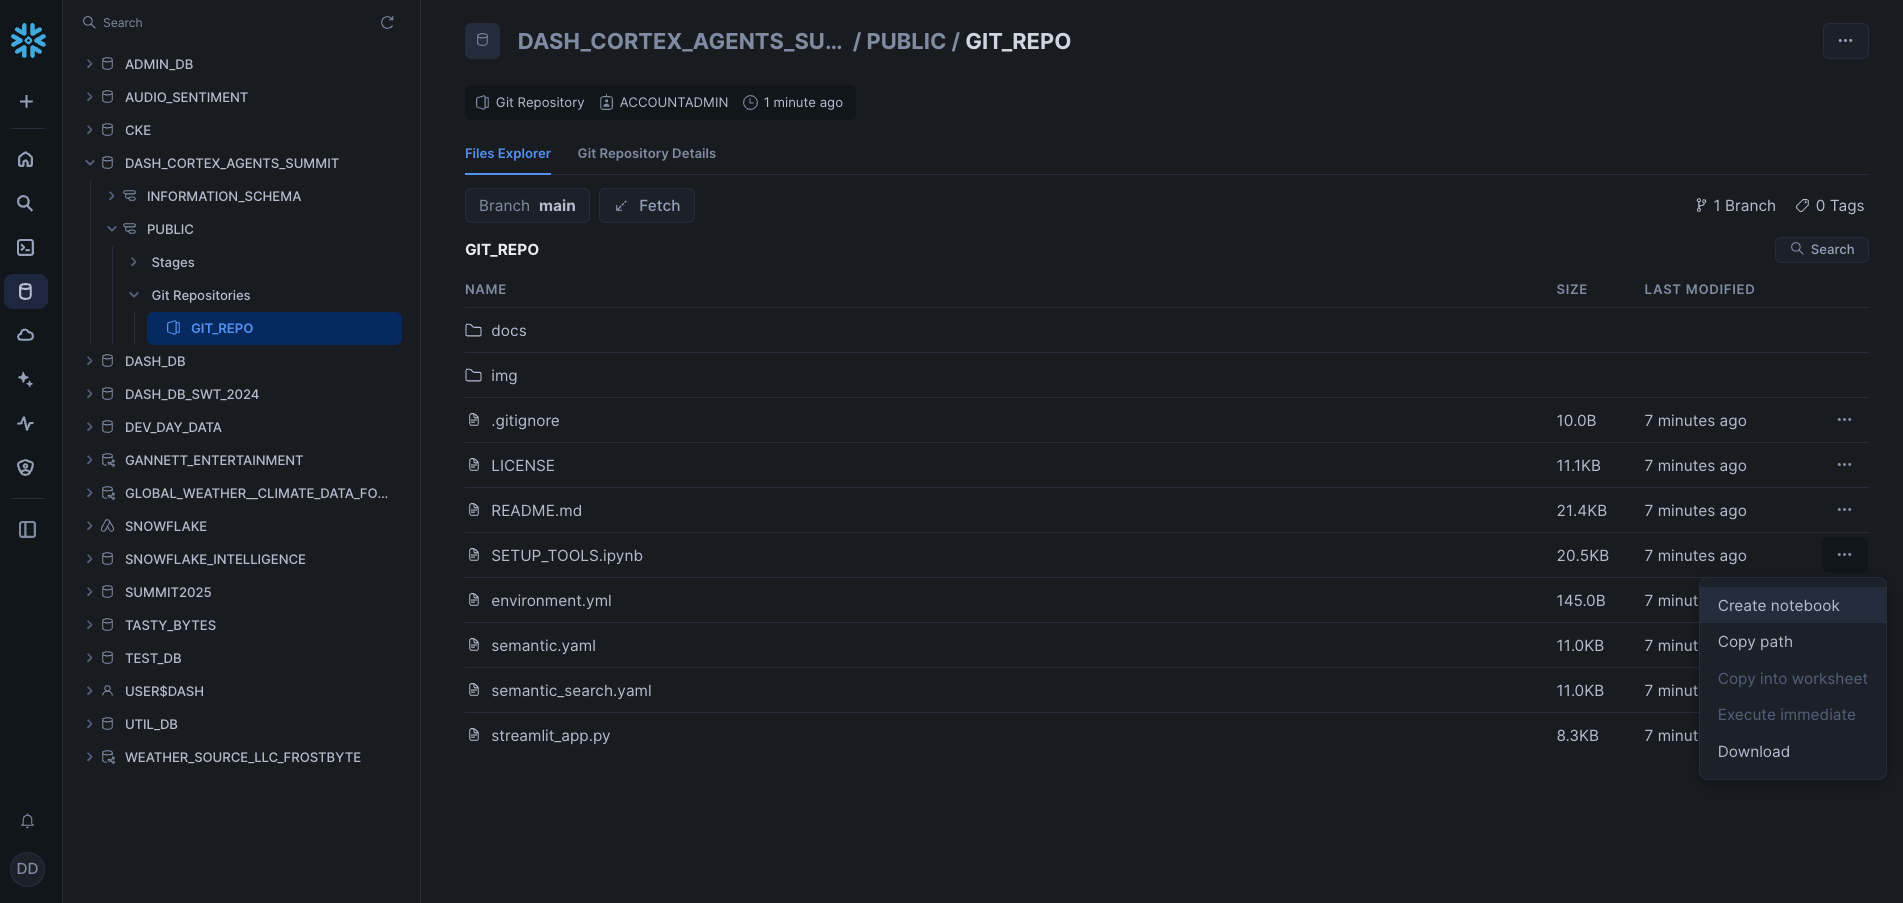 Search
ADMIN_DB
AUDIO_SENTIMENT
CKE
DASH_CORTEX_AGENTS_SUMMIT
INFORMATION_SCHEMA
PUBLIC
Stages
Git Repositories
GIT_REPO
DASH_DB
DASH_DB_SWT_2024
DEV_DAY_DATA
GANNETT_ENTERTAINMENT
GLOBAL_WEATHER__CLIMATE_DATA_FO...
SNOWFLAKE
SNOWFLAKE_INTELLIGENCE
SUMMIT2025
TASTY_BYTES
TEST_DB
USER$DASH
UTIL_DB
WEATHER_SOURCE_LLC_FROSTBYTE
DD
DASH_CORTEX_AGENTS_SU... / PUBLIC / GIT_REPO
Git Repository ACCOUNTADMIN 1 minute ago
Files Explorer Git Repository Details
Branch main Fetch 1 Branch 0 Tags
GIT_REPO Search
NAME SIZE LAST MODIFIED
docs
img
.gitignore 10.0B 7 minutes ago
LICENSE 11.1KB 7 minutes ago
README.md 21.4KB 7 minutes ago
SETUP_TOOLS.ipynb 20.5KB 7 minutes ago
environment.yml 145.0B 7 minut
semantic.yaml 11.0KB 7 minut
semantic_search.yaml 11.0KB 7 minut
streamlit_app.py 8.3KB 7 minut
Create notebook
Copy path
Copy into worksheet
Execute immediate
Download